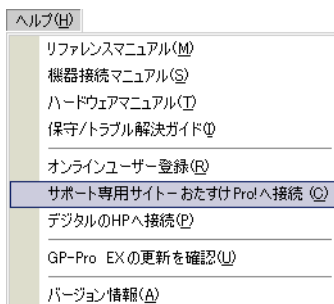 ヘルプ(H)
リファレンスマニュアル(M)
機器接続マニュアル(S)
ハードウェアマニュアル(T)
保守/トラブル解決ガイド(I)
オンラインユーザー登録(R)
サポート専用サイト－おたすけPro!へ接続 (C)
デジタルのHPへ接続(P)
GP-Pro EXの更新を確認(U)
バージョン情報(A)